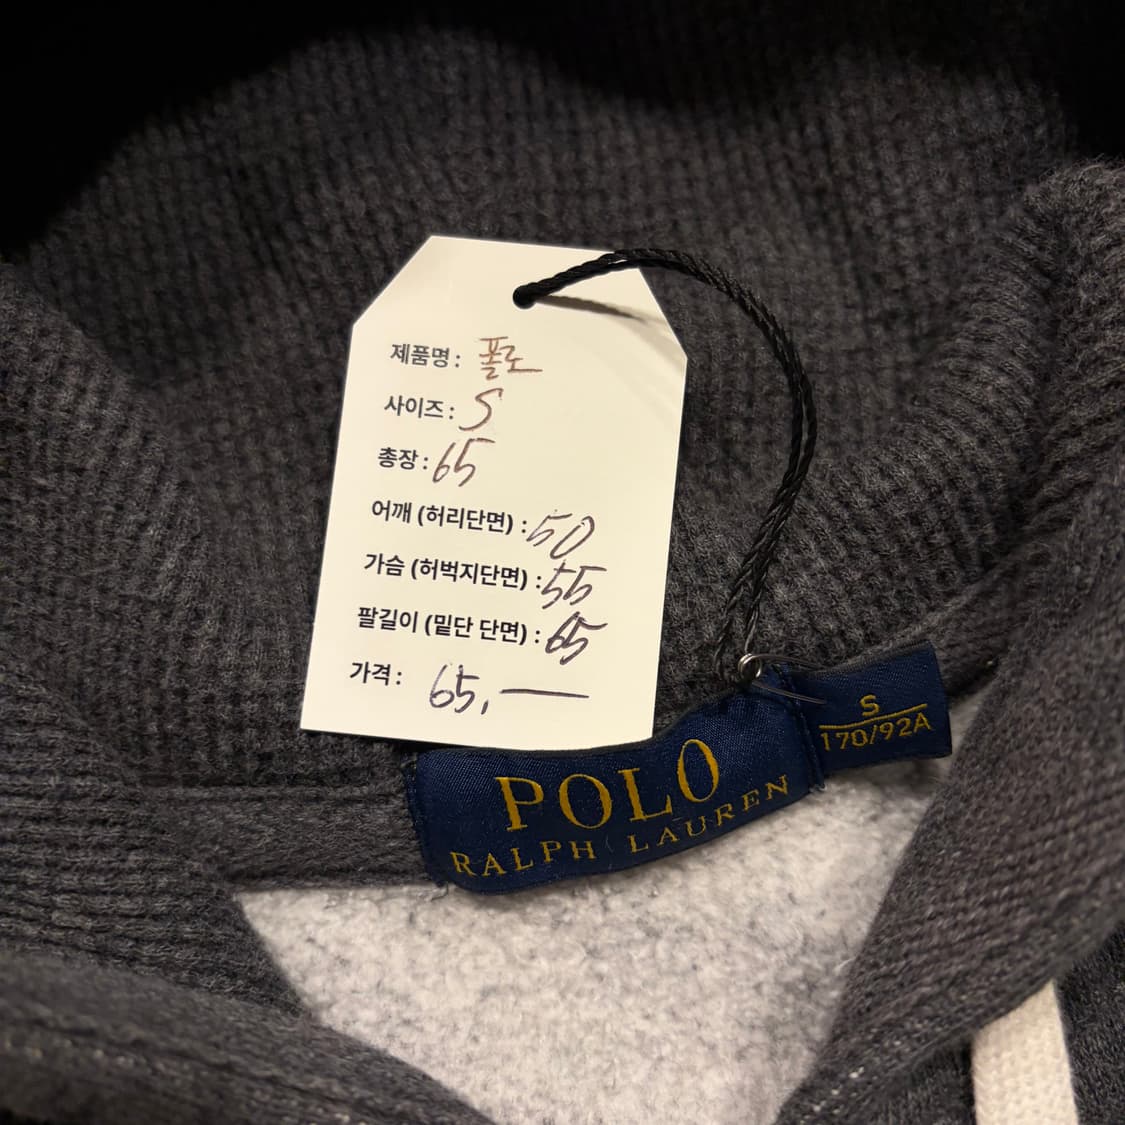 제품명: 폴로
사이즈: S
총장: 65
어깨 (허리단면) : 50
가슴 (허벅지단면) : 55
팔길이 (밑단 단면) : 65
가격: 65,—
POLO
RALPH LAUREN
S
170/92A